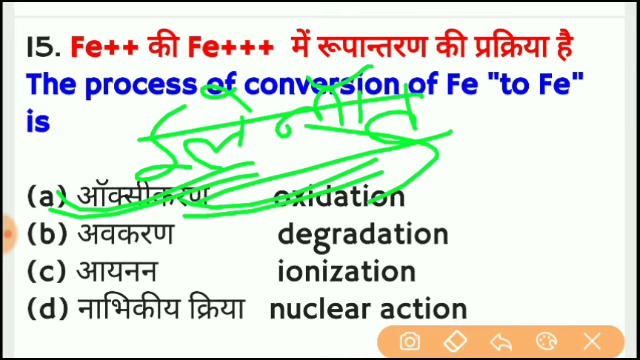 15. Fe++ की Fe+++ में रूपान्तरण की प्रक्रिया है
The process of conversion of Fe "to Fe"
is
(a) ऑक्सीकरण oxidation
(b) अवकरण degradation
(c) आयनन ionization
(d) नाभिकीय क्रिया nuclear action